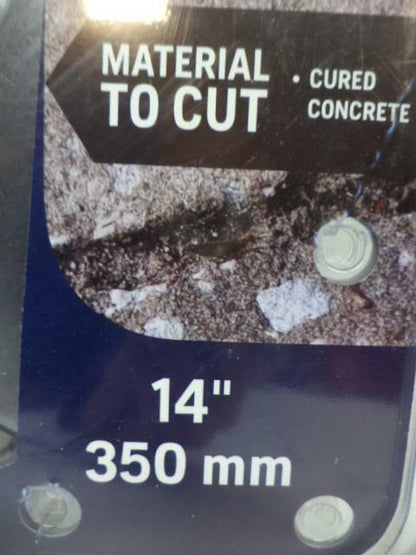 MATERIAL
TO CUT
• CURED
CONCRETE
14"
350 mm